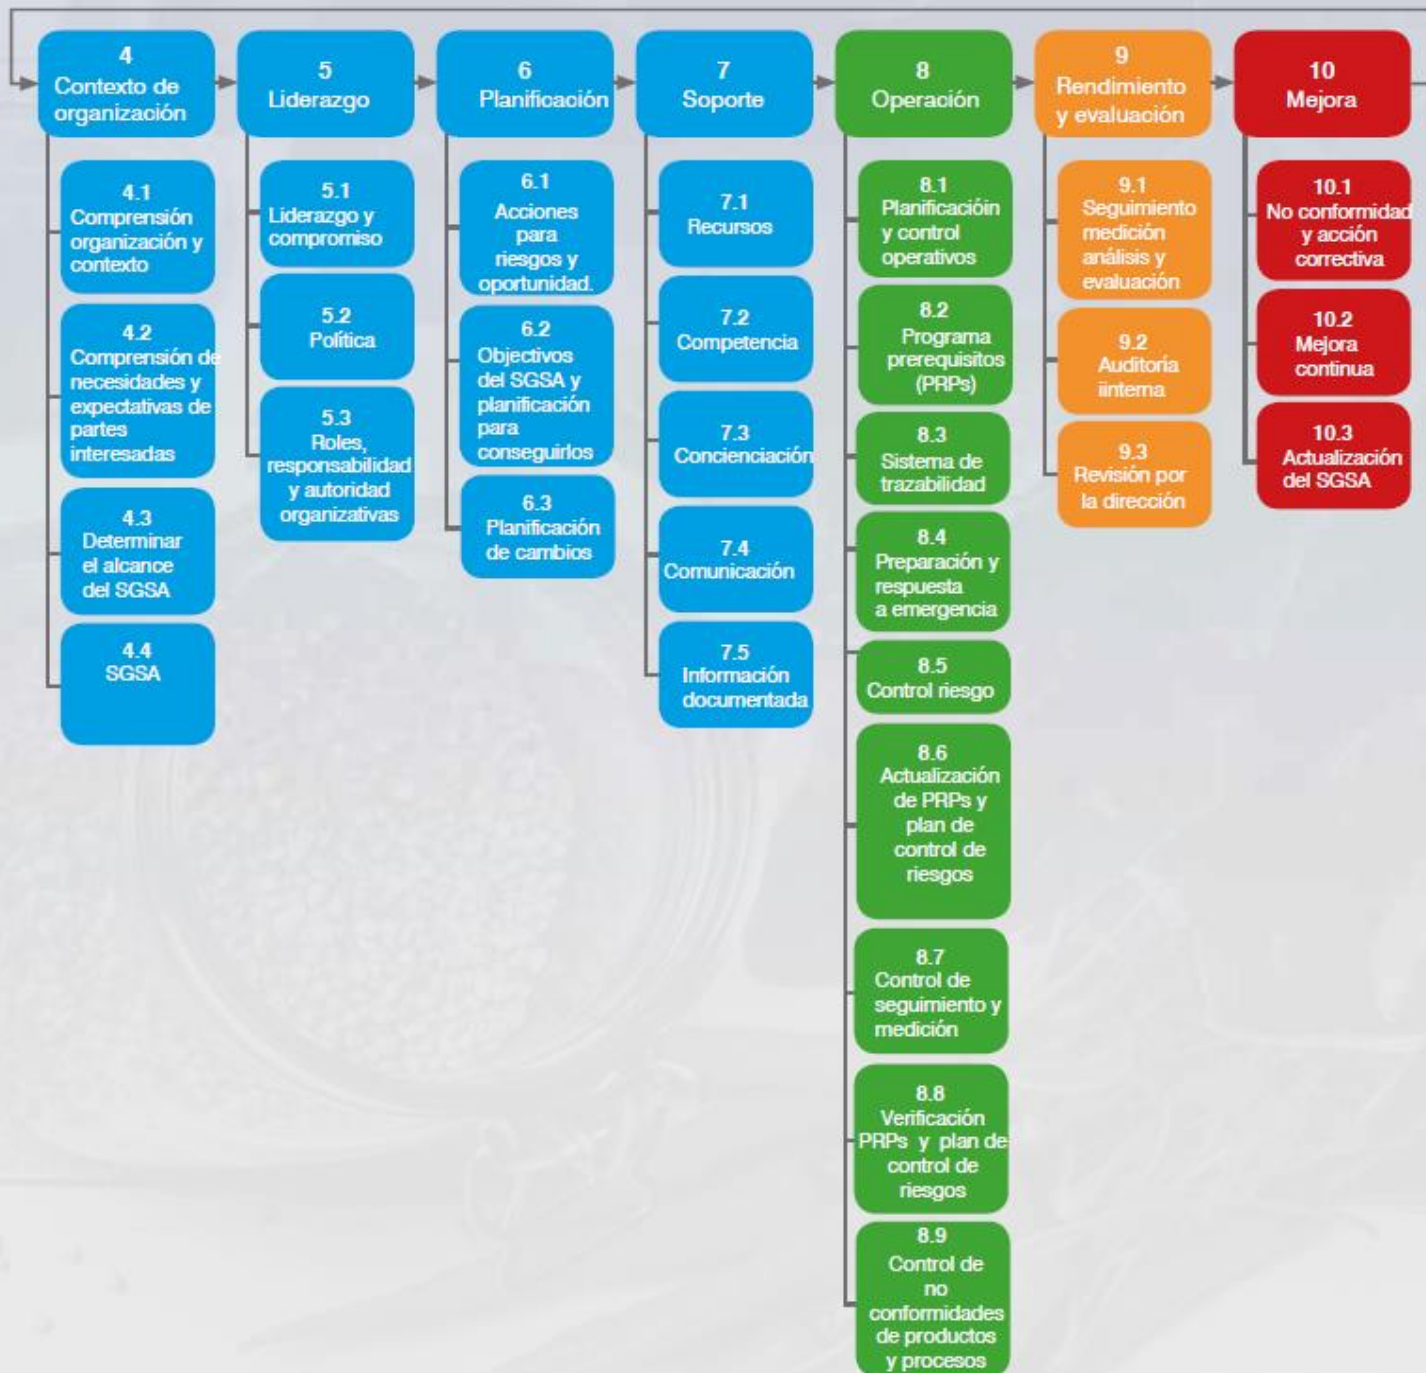 4
Contexto de
organización
5
Liderazgo
6
Planificación
7
Soporte
8
Operación
9
Rendimiento
y evaluación
10
Mejora
4.1
Comprensión
organización y
contexto
4.2
Comprensión de
necesidades y
expectativas de
partes
interesadas
4.3
Determinar
el alcance
del SGSA
4.4
SGSA
5.1
Liderazgo y
compromiso
5.2
Política
5.3
Roles,
responsabilidad
y autoridad
organizativas
6.1
Acciones
para
riesgos y
oportunidad.
6.2
Objectivos
del SGSA y
planificación
para
conseguirlos
6.3
Planificación
de cambios
7.1
Recursos
7.2
Competencia
7.3
Concienciación
7.4
Comunicación
7.5
Información
documentada
8.1
Planificacióin
y control
operativos
8.2
Programa
prerequisitos
(PRPs)
8.3
Sistema de
trazabilidad
8.4
Preparación y
respuesta
a emergencia
8.5
Control riesgo
8.6
Actualización
de PRPs y
plan de
control de
riesgos
8.7
Control de
seguimiento y
medición
8.8
Verificación
PRPs y plan de
control de
riesgos
8.9
Control de
no
conformidades
de productos
y procesos
9.1
Seguimiento
medición
análisis y
evaluación
9.2
Auditoría
iinterna
9.3
Revisión por
la dirección
10.1
No conformidad
y acción
correctiva
10.2
Mejora
continua
10.3
Actualización
del SGSA